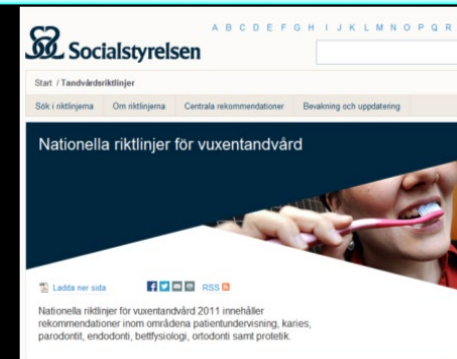 A B C D E F G H I J K L M N O P Q R
Socialstyrelsen
Start / Tandvårdsriktlinjer
Sök i riktlinjerna Om riktlinjerna Centrala rekommendationer Bevakning och uppdatering
Nationella riktlinjer för vuxentandvård
Ladda ner sida RSS
Nationella riktlinjer för vuxentandvård 2011 innehåller
rekommendationer inom områdena patientundervisning, karies,
parodontit, endodonti, bettfysiologi, ortodonti samt protetik.